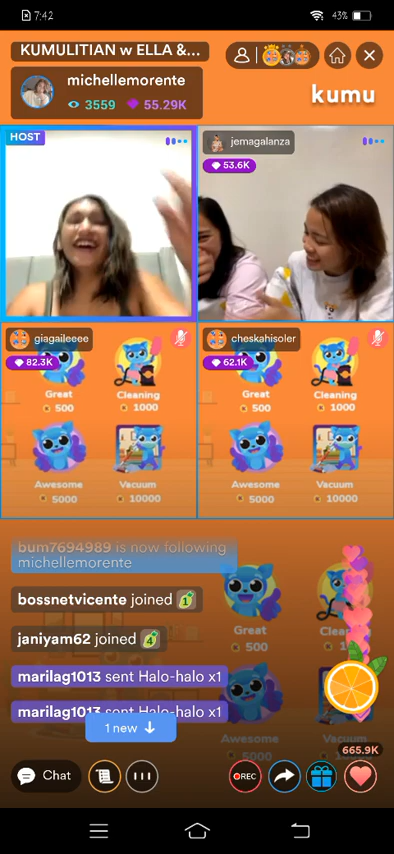 7:42
43%
KUMULITIAN w ELLA &...
michellemorente
3559
55.29K
kumu
HOST
jemagalanza
53.6K
giagaileeee
82.3K
Great
500
Cleaning
1000
Awesome
5000
Vacuum
10000
cheskahisoler
62.1K
Great
500
Cleaning
1000
Awesome
5000
Vacuum
10000
bum7694989 is now following
michellemorente
bossnetvicente joined 1
janiyam62 joined 4
marilag1013 sent Halo-halo x1
marilag1013 sent Halo-halo x1
1 new
Great
500
Awesome
665.9K
Chat
REC